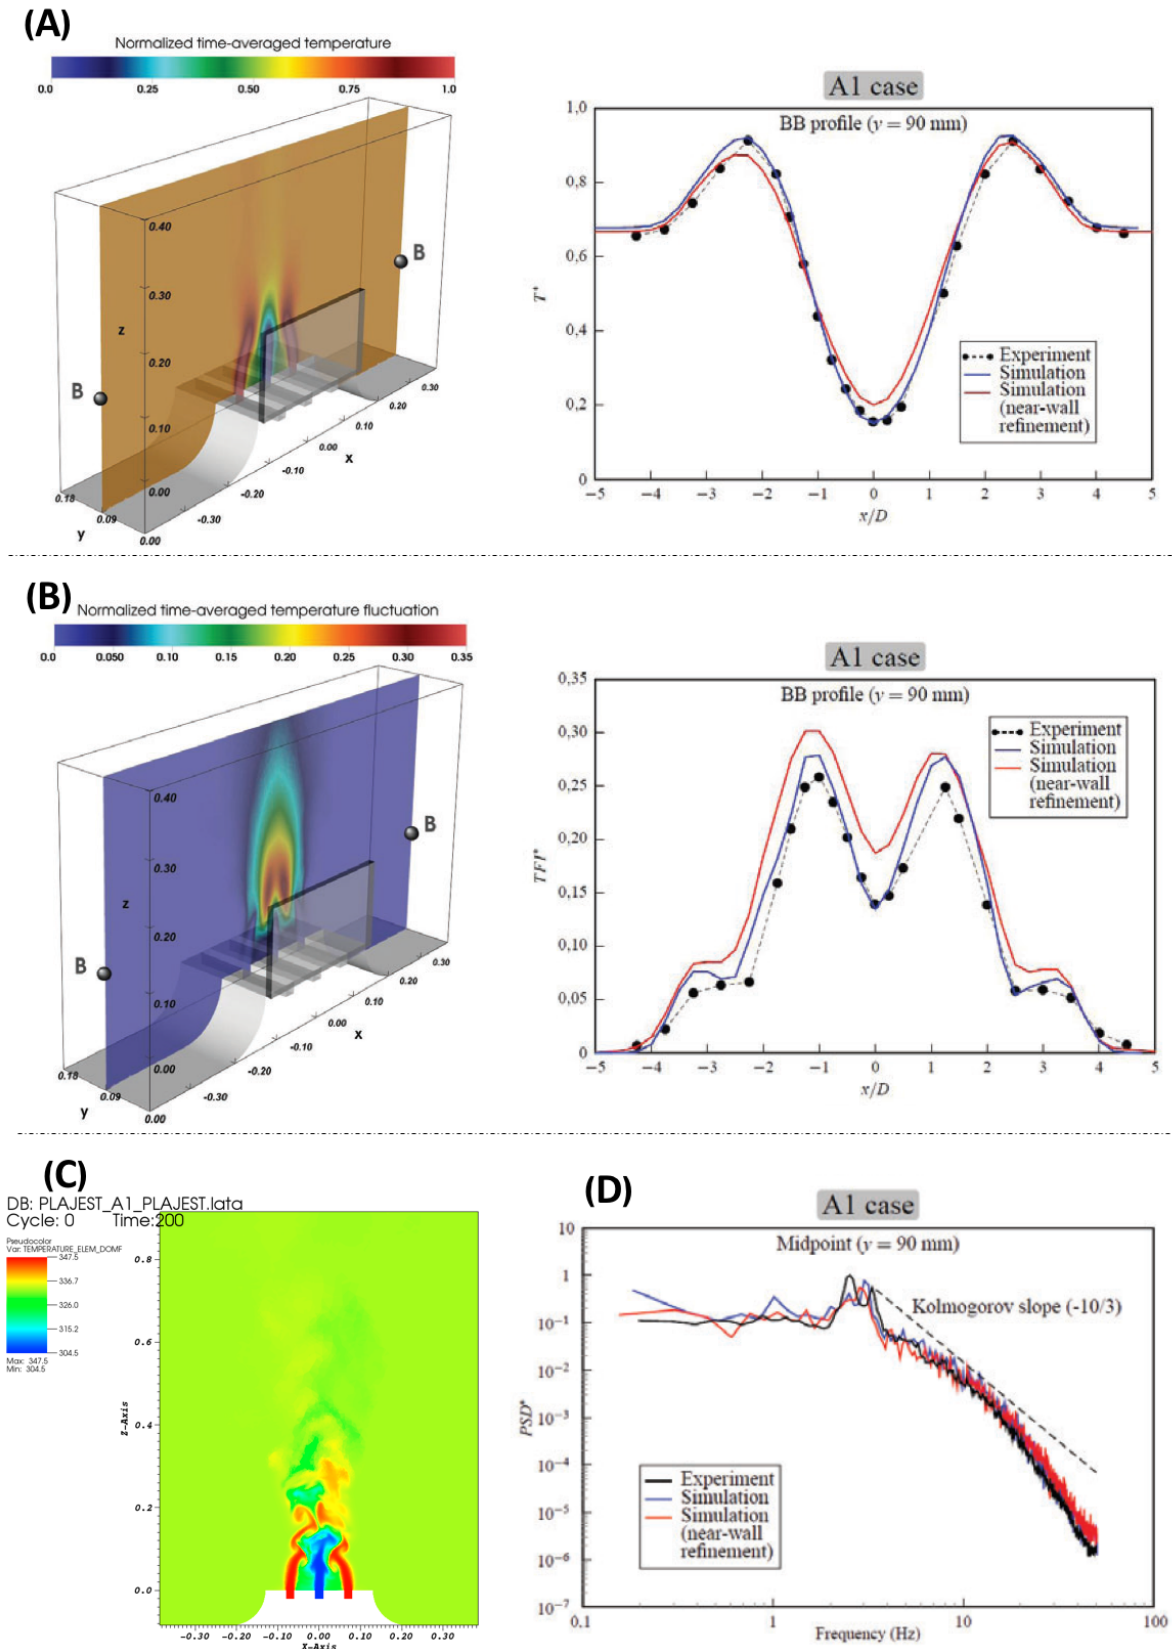 (A)
Normalized time-averaged temperature
0.0 0.25 0.50 0.75 1.0
0.40
0.30
z
0.20
0.10
0.00
B
B
0.30
0.20
0.10
0.00
x
-0.10
-0.20
-0.30
0.18
0.09
y
0.00
A1 case
BB profile (y = 90 mm)
1,0
0,8
0,6
0,4
0,2
0
T*
Experiment
Simulation
Simulation
(near-wall
refinement)
−5 −4 −3 −2 −1 0 1 2 3 4 5
x/D
(B)
Normalized time-averaged temperature fluctuation
0.0 0.050 0.10 0.15 0.20 0.25 0.30 0.35
0.40
0.30
z
0.20
0.10
0.00
B
B
0.30
0.20
0.10
0.00
x
-0.10
-0.20
-0.30
0.18
0.09
y
0.00
A1 case
BB profile (y = 90 mm)
0,35
0,30
0,25
0,20
0,15
0,10
0,05
0
TFI*
Experiment
Simulation
Simulation
(near-wall
refinement)
−5 −4 −3 −2 −1 0 1 2 3 4 5
x/D
(C)
DB: PLAJEST_A1_PLAJEST.lata
Cycle: 0 Time:200
Pseudocolor
Var: TEMPERATURE_ELEM_DOMF
347.5
336.7
326.0
315.2
304.5
Max: 347.5
Min: 304.5
0.8
0.6
0.4
0.2
0.0
Z-Axis
-0.30 -0.20 -0.10 0.00 0.10 0.20 0.30
X-Axis
(D)
A1 case
Midpoint (y = 90 mm)
Kolmogorov slope (-10/3)
10
1
10−1
10−2
10−3
10−4
10−5
10−6
10−7
PSD*
Experiment
Simulation
Simulation
(near-wall
refinement)
0.1 1 10 100
Frequency (Hz)